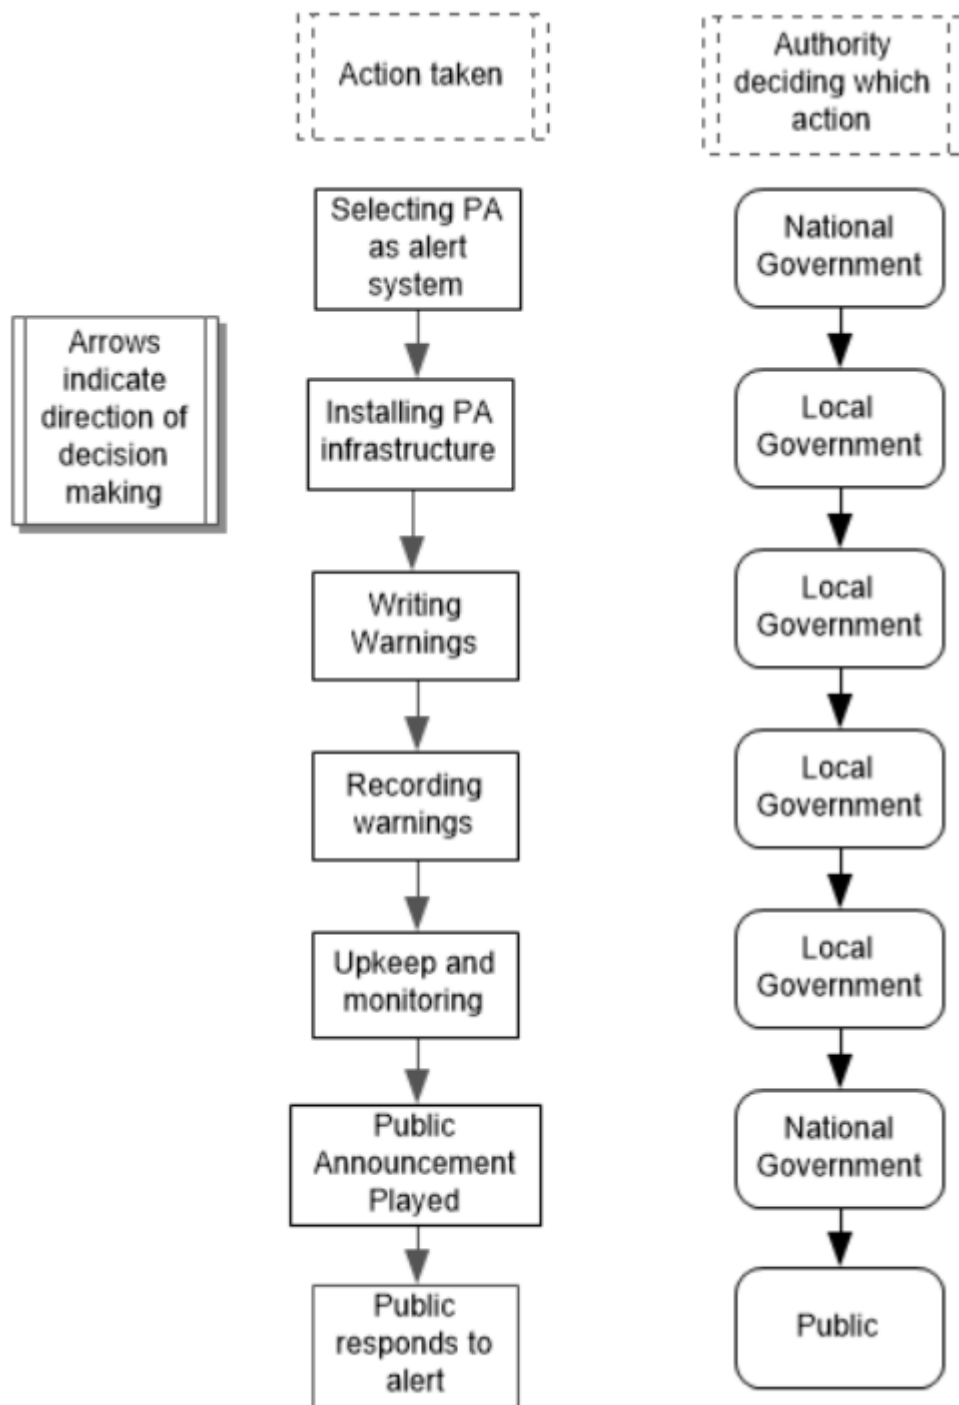 Action taken
Authority
deciding which
action
Selecting PA
as alert
system
National
Government
Arrows
indicate
direction of
decision
making
Installing PA
infrastructure
Local
Government
Writing
Warnings
Local
Government
Recording
warnings
Local
Government
Upkeep and
monitoring
Local
Government
Public
Announcement
Played
National
Government
Public
responds to
alert
Public